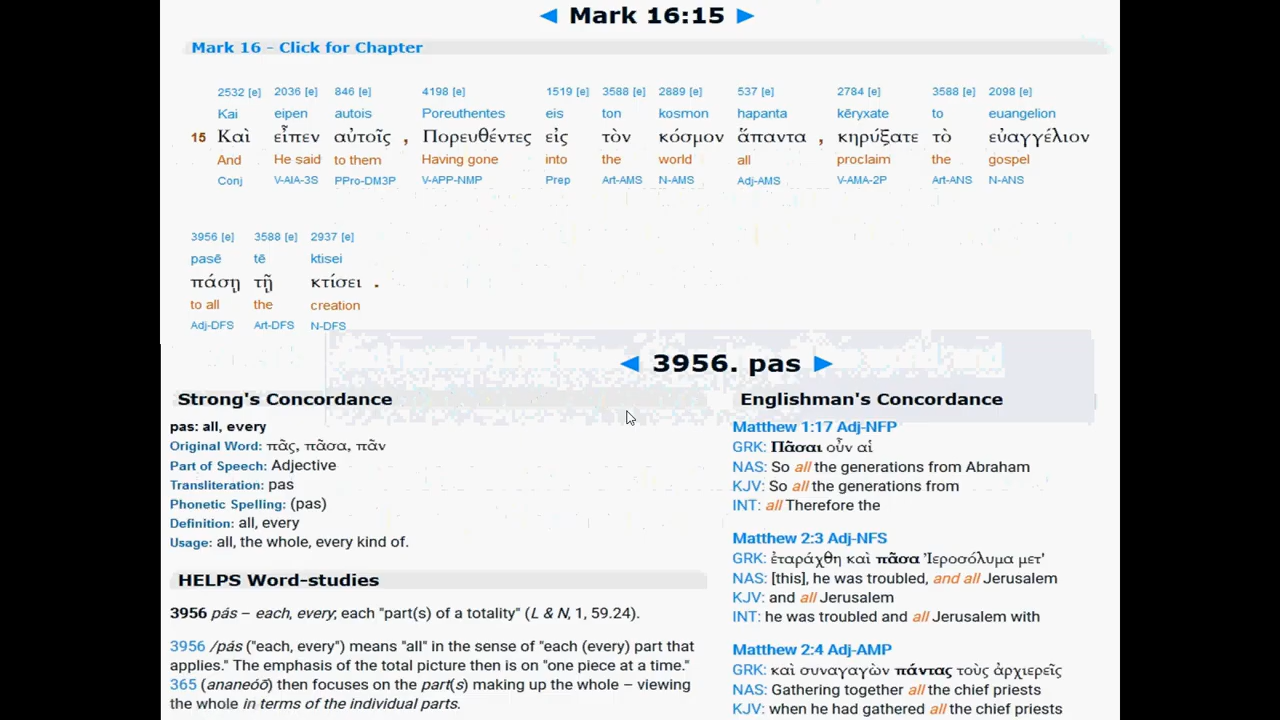 ◄ Mark 16:15 ►
Mark 16 - Click for Chapter
2532 [e] 2036 [e] 846 [e] 4198 [e] 1519 [e] 3588 [e] 2889 [e] 537 [e] 2784 [e] 3588 [e] 2098 [e]
Kai eipen autois Poreuthentes eis ton kosmon hapanta kēryxate to euangelion
15 Καὶ εἶπεν αὐτοῖς , Πορευθέντες εἰς τὸν κόσμον ἅπαντα , κηρύξατε τὸ εὐαγγέλιον
And He said to them Having gone into the world all proclaim the gospel
Conj V-AIA-3S PPro-DM3P V-APP-NMP Prep Art-AMS N-AMS Adj-AMS V-AMA-2P Art-ANS N-ANS
3956 [e] 3588 [e] 2937 [e]
pasē tē ktisei
πάσῃ τῇ κτίσει .
to all the creation
Adj-DFS Art-DFS N-DFS
◄ 3956. pas ►
Strong's Concordance
pas: all, every
Original Word: πᾶς, πᾶσα, πᾶν
Part of Speech: Adjective
Transliteration: pas
Phonetic Spelling: (pas)
Definition: all, every
Usage: all, the whole, every kind of.
HELPS Word-studies
3956 pás – each, every; each "part(s) of a totality" (L & N, 1, 59.24).
3956 /pás ("each, every") means "all" in the sense of "each (every) part that
applies." The emphasis of the total picture then is on "one piece at a time."
365 (ananeóō) then focuses on the part(s) making up the whole – viewing
the whole in terms of the individual parts.
Englishman's Concordance
Matthew 1:17 Adj-NFP
GRK: Πᾶσαι οὖν αἱ
NAS: So all the generations from Abraham
KJV: So all the generations from
INT: all Therefore the
Matthew 2:3 Adj-NFS
GRK: ἐταράχθη καὶ πᾶσα Ἱεροσόλυμα μετ'
NAS: [this], he was troubled, and all Jerusalem
KJV: and all Jerusalem
INT: he was troubled and all Jerusalem with
Matthew 2:4 Adj-AMP
GRK: καὶ συναγαγὼν πάντας τοὺς ἀρχιερεῖς
NAS: Gathering together all the chief priests
KJV: when he had gathered all the chief priests